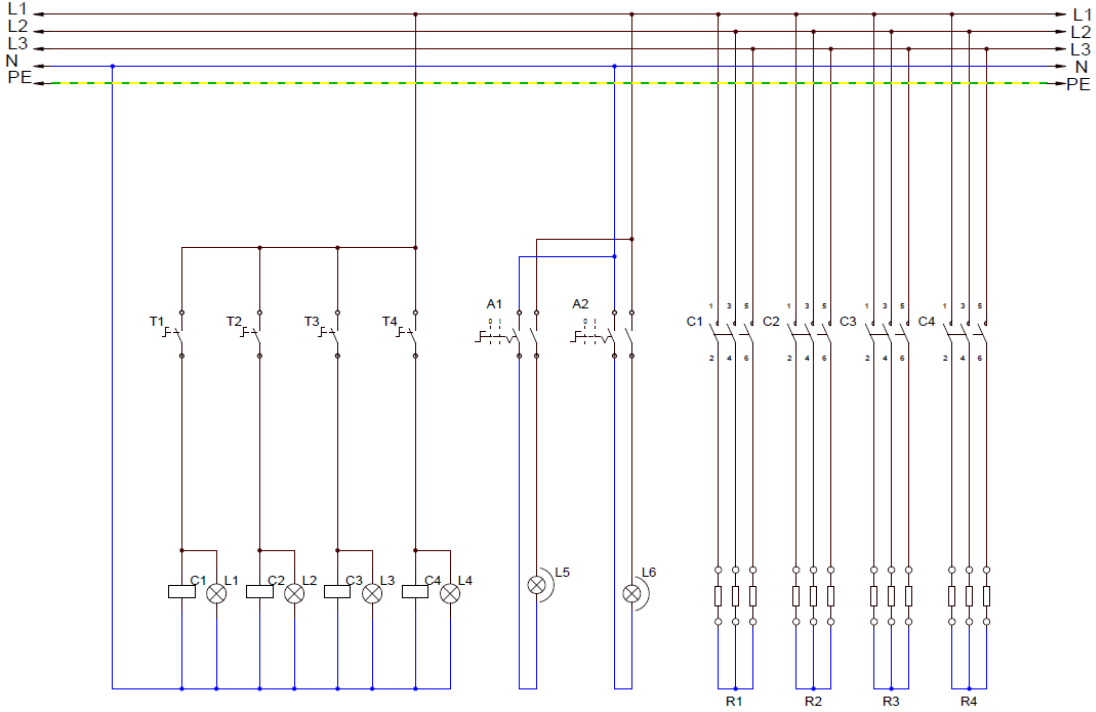 L1 L1
L2 L2
L3 L3
N N
PE PE
A1 A2
0 1 0 1
1 3 5 1 3 5 1 3 5 1 3 5
T1 T2 T3 T4 C1 C2 C3 C4
2 4 6 2 4 6 2 4 6 2 4 6
L5 L6
C1 L1 C2 L2 C3 L3 C4 L4
R1 R2 R3 R4